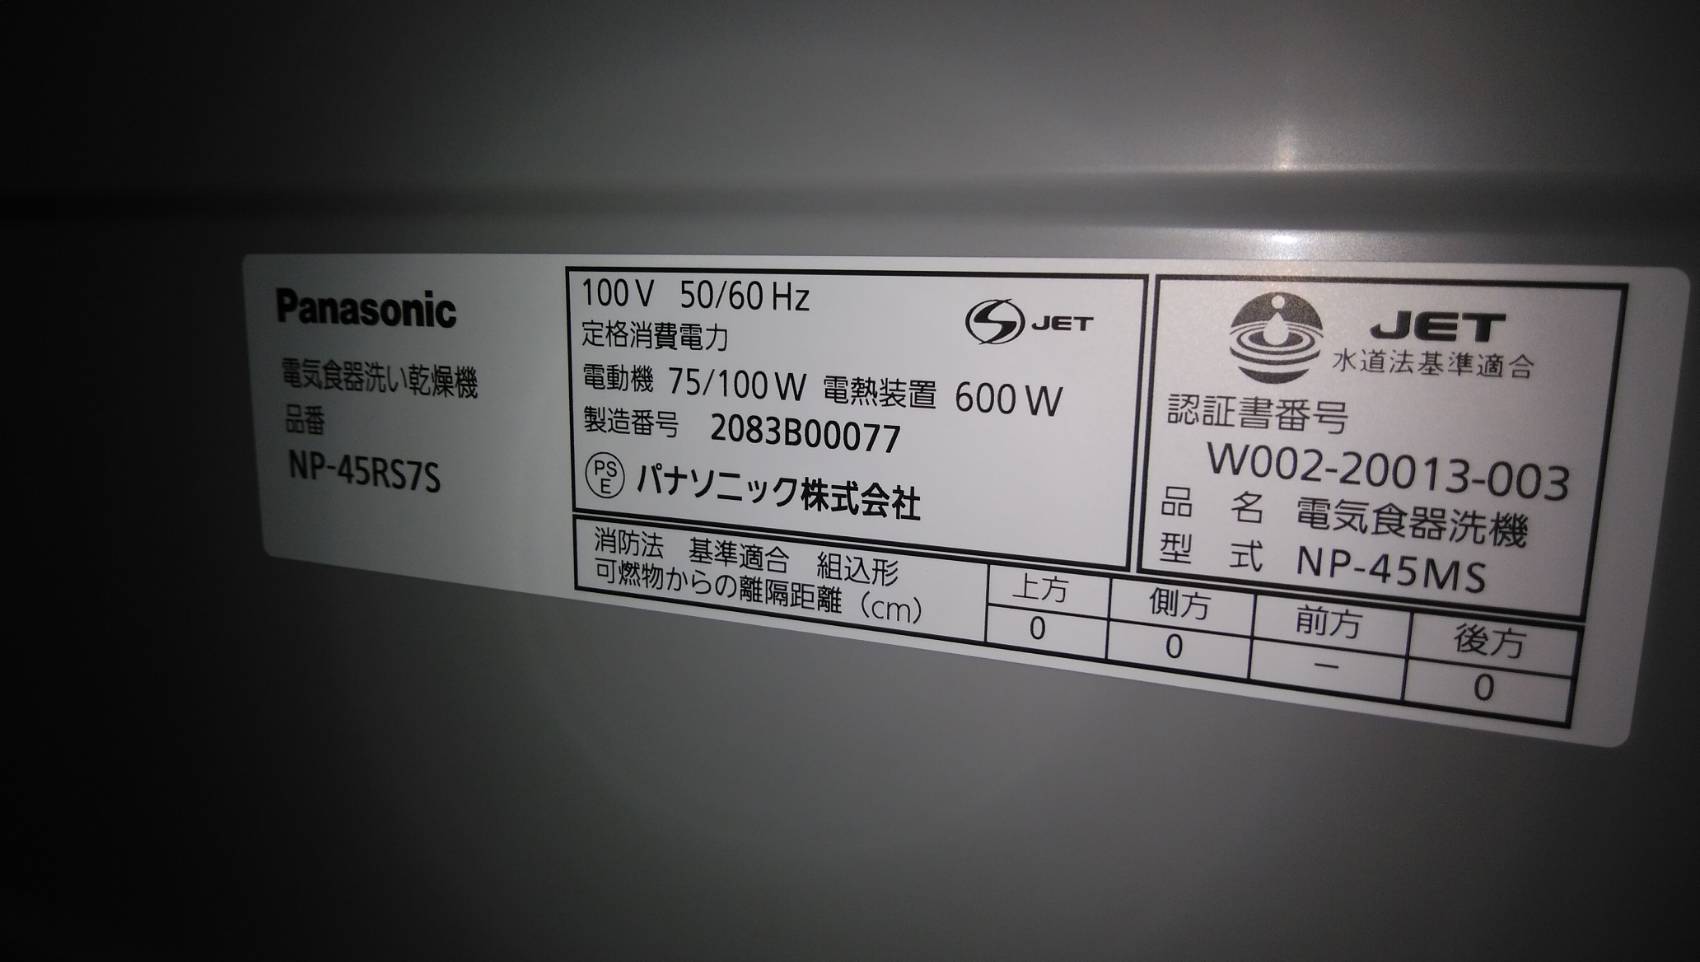 Panasonic
電気食器洗い乾燥機
品番
NP-45RS7S
100V 50/60Hz
定格消費電力
電動機 75/100W 電熱装置 600W
製造番号 2083B00077
PS
E
パナソニック株式会社
JET
JET
水道法基準適合
認証書番号
W002-20013-003
品 名 電気食器洗機
型 式 NP-45MS
消防法 基準適合 組込形
可燃物からの離隔距離(cm)
上方 側方 前方 後方
0 0 — 0